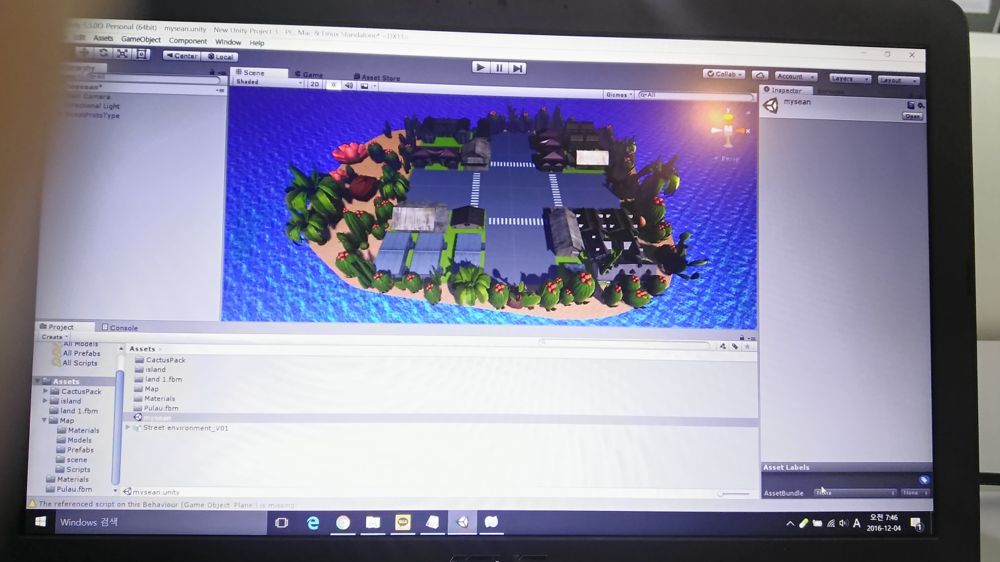 5.5.0f3 Personal (64bit) - mysean.unity - New Unity Project 3 - PC, Mac & Linux Standalone* <DX11>
Edit Assets GameObject Component Window Help
Center Local
Collab Account Layers Layout
Hierarchy
All
mysean*
Main Camera
Directional Light
StreetProtoType
Scene Game Asset Store
Shaded 2D Gizmos All
y
x
< Persp
Inspector Services
mysean
Open
Project Console
Create
All Models
All Prefabs
All Scripts
Assets
CactusPack
island
land 1.fbm
Map
Materials
Models
Prefabs
scene
Scripts
Materials
Pulau.fbm
Assets
CactusPack
island
land 1.fbm
Map
Materials
Pulau.fbm
mysean
Street environment_V01
mysean.unity
Asset Labels
AssetBundle None None
The referenced script on this Behaviour (Game Object 'Plane') is missing!
Windows 검색
TALK
A
오전 7:46
2016-12-04
1